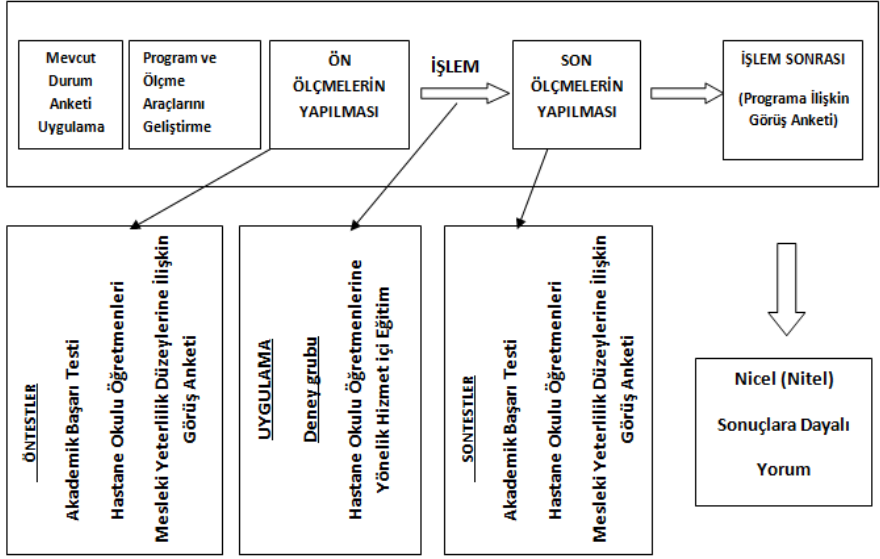 Mevcut
Durum
Anketi
Uygulama
Program ve
Ölçme
Araçlarını
Geliştirme
ÖN
ÖLÇMELERİN
YAPILMASI
İŞLEM
SON
ÖLÇMELERİN
YAPILMASI
İŞLEM SONRASI
(Programa İlişkin
Görüş Anketi)
ÖNTESTLER
Akademik Başarı Testi
Hastane Okulu Öğretmenleri
Mesleki Yeterlilik Düzeylerine İlişkin
Görüş Anketi
UYGULAMA
Deney grubu
Hastane Okulu Öğretmenlerine
Yönelik Hizmet içi Eğitim
SONTESTLER
Akademik Başarı Testi
Hastane Okulu Öğretmenleri
Mesleki Yeterlilik Düzeylerine İlişkin
Görüş Anketi
Nicel (Nitel)
Sonuçlara Dayalı
Yorum